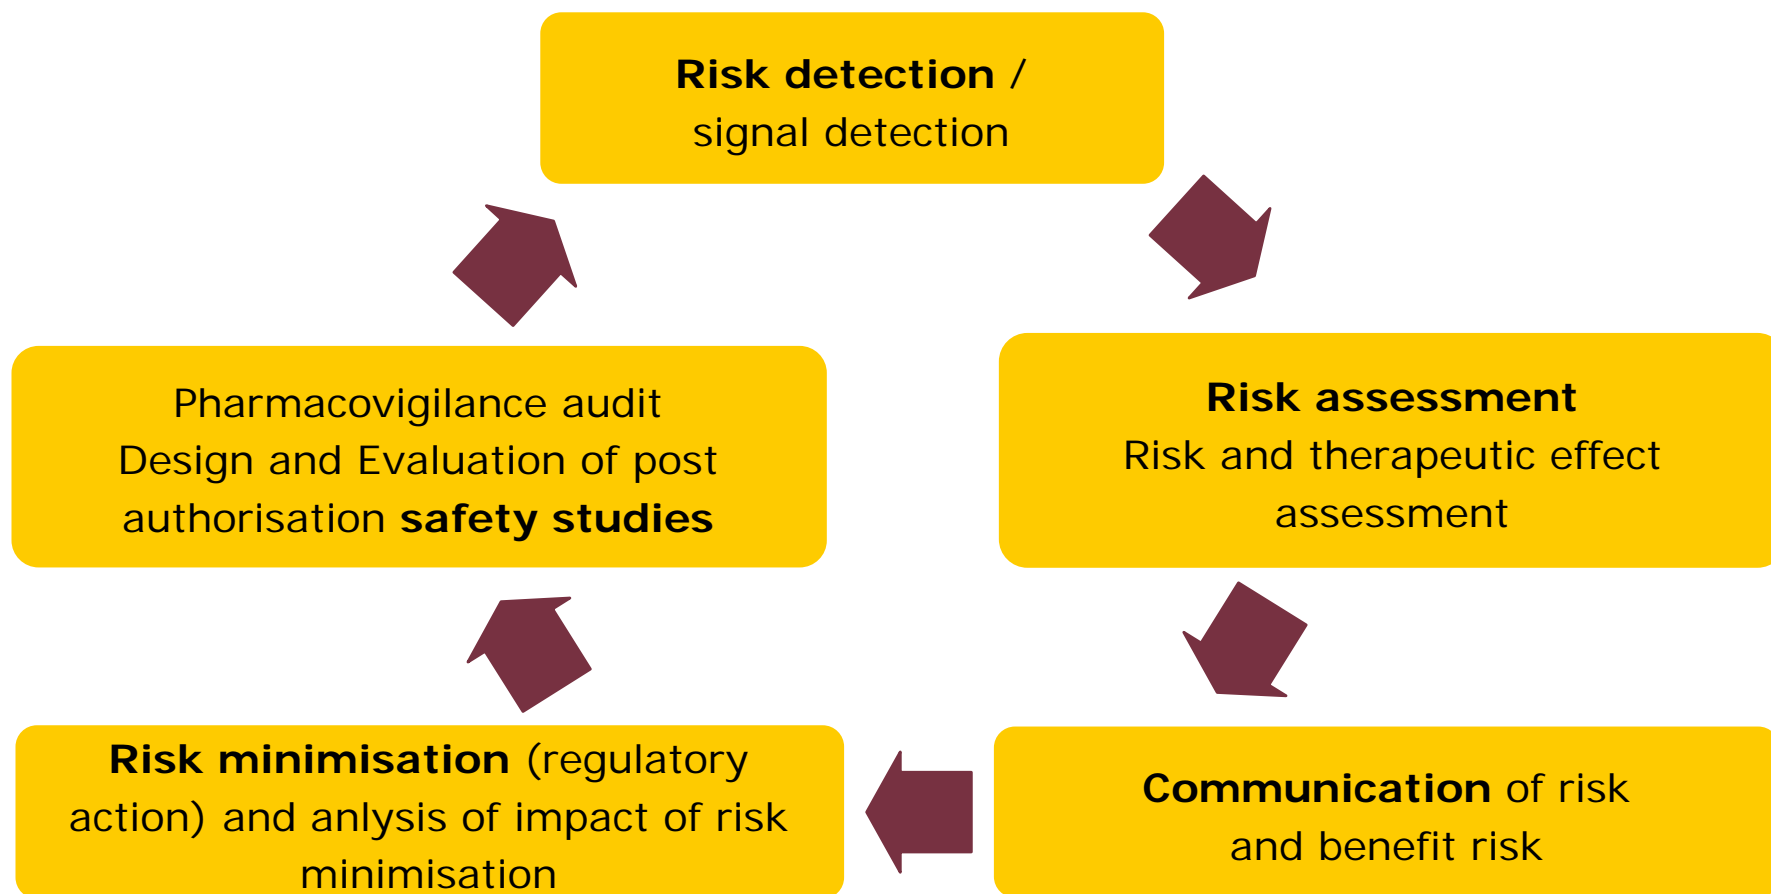 Risk detection /
signal detection
Risk assessment
Risk and therapeutic effect
assessment
Communication of risk
and benefit risk
Risk minimisation (regulatory
action) and anlysis of impact of risk
minimisation
Pharmacovigilance audit
Design and Evaluation of post
authorisation safety studies